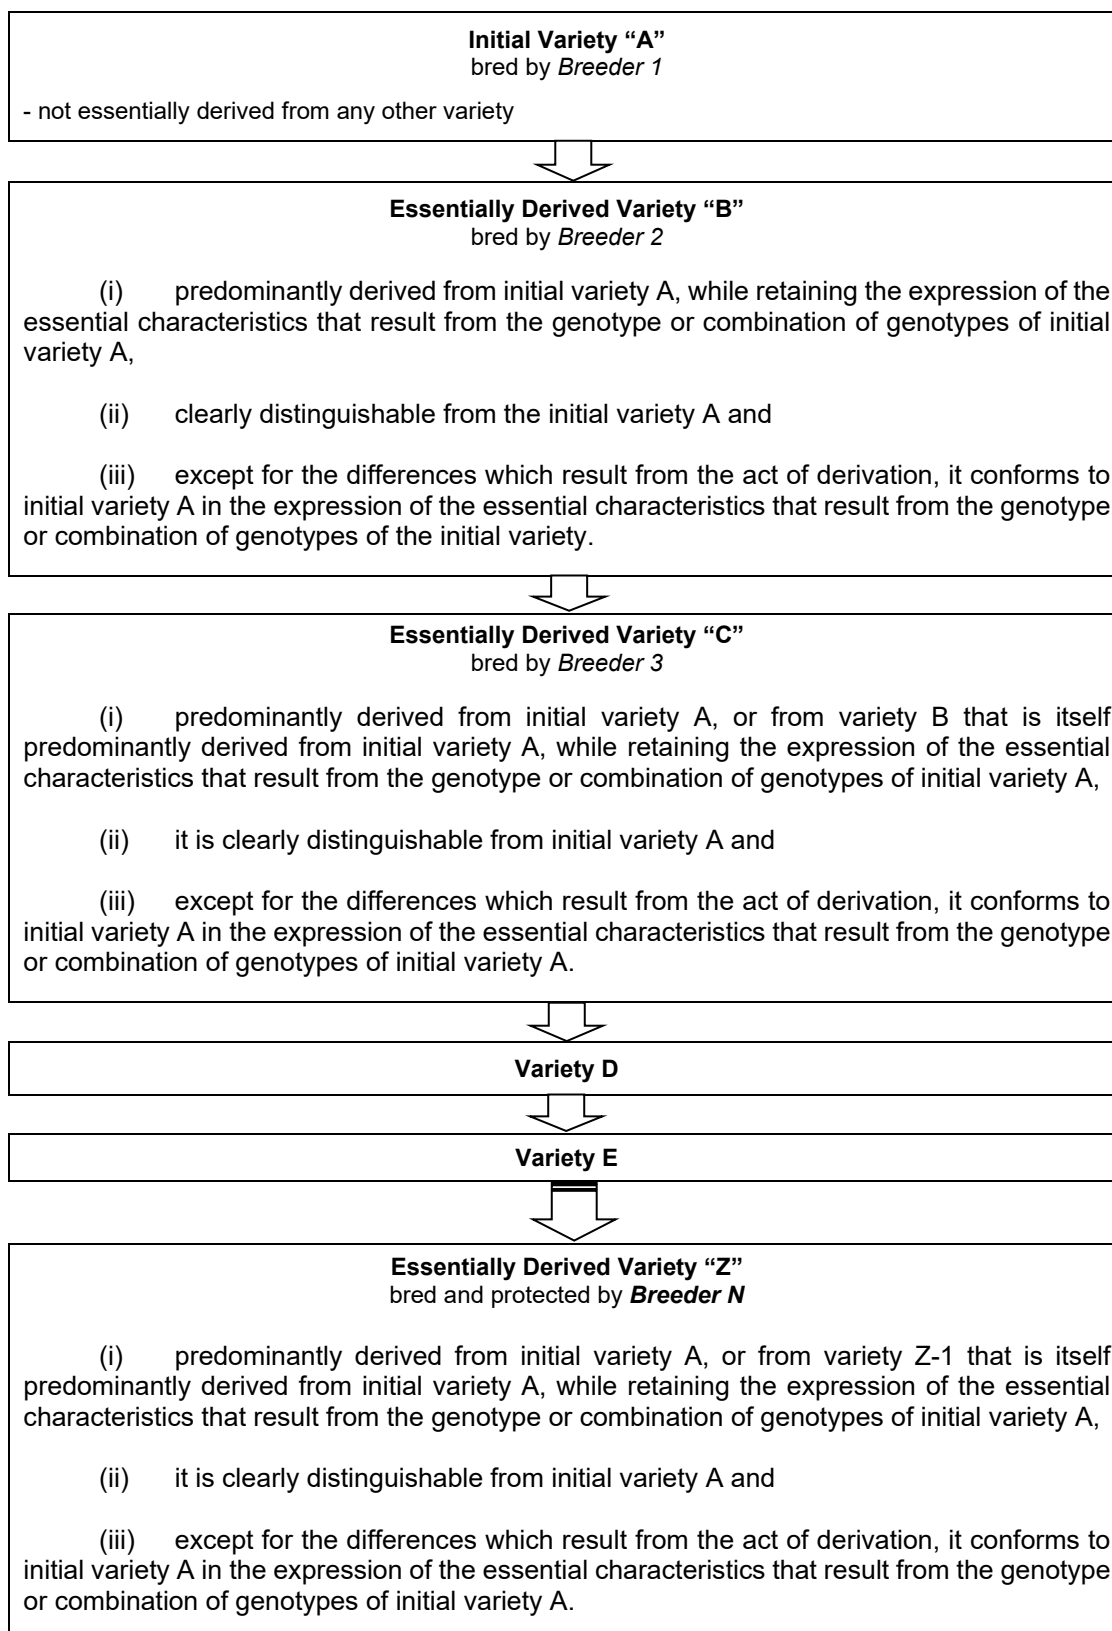 Initial Variety “A”
bred by Breeder 1
- not essentially derived from any other variety
Essentially Derived Variety “B”
bred by Breeder 2
(i) predominantly derived from initial variety A, while retaining the expression of the
essential characteristics that result from the genotype or combination of genotypes of initial
variety A,
(ii) clearly distinguishable from the initial variety A and
(iii) except for the differences which result from the act of derivation, it conforms to
initial variety A in the expression of the essential characteristics that result from the genotype
or combination of genotypes of the initial variety.
Essentially Derived Variety “C”
bred by Breeder 3
(i) predominantly derived from initial variety A, or from variety B that is itself
predominantly derived from initial variety A, while retaining the expression of the essential
characteristics that result from the genotype or combination of genotypes of initial variety A,
(ii) it is clearly distinguishable from initial variety A and
(iii) except for the differences which result from the act of derivation, it conforms to
initial variety A in the expression of the essential characteristics that result from the genotype
or combination of genotypes of initial variety A.
Variety D
Variety E
Essentially Derived Variety “Z”
bred and protected by Breeder N
(i) predominantly derived from initial variety A, or from variety Z-1 that is itself
predominantly derived from initial variety A, while retaining the expression of the essential
characteristics that result from the genotype or combination of genotypes of initial variety A,
(ii) it is clearly distinguishable from initial variety A and
(iii) except for the differences which result from the act of derivation, it conforms to
initial variety A in the expression of the essential characteristics that result from the genotype
or combination of genotypes of initial variety A.